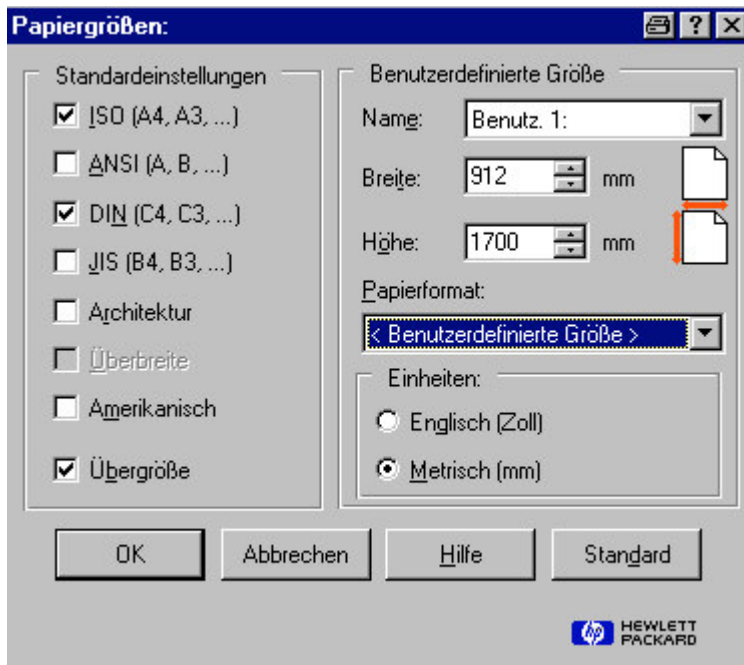 Papiergrößen:
Standardeinstellungen
ISO (A4, A3, ...)
ANSI (A, B, ...)
DIN (C4, C3, ...)
JIS (B4, B3, ...)
Architektur
Überbreite
Amerikanisch
Übergröße
Benutzerdefinierte Größe
Name: Benutz. 1:
Breite: 912 mm
Höhe: 1700 mm
Papierformat:
< Benutzerdefinierte Größe >
Einheiten:
Englisch (Zoll)
Metrisch (mm)
OK Abbrechen Hilfe Standard
hp HEWLETT
PACKARD